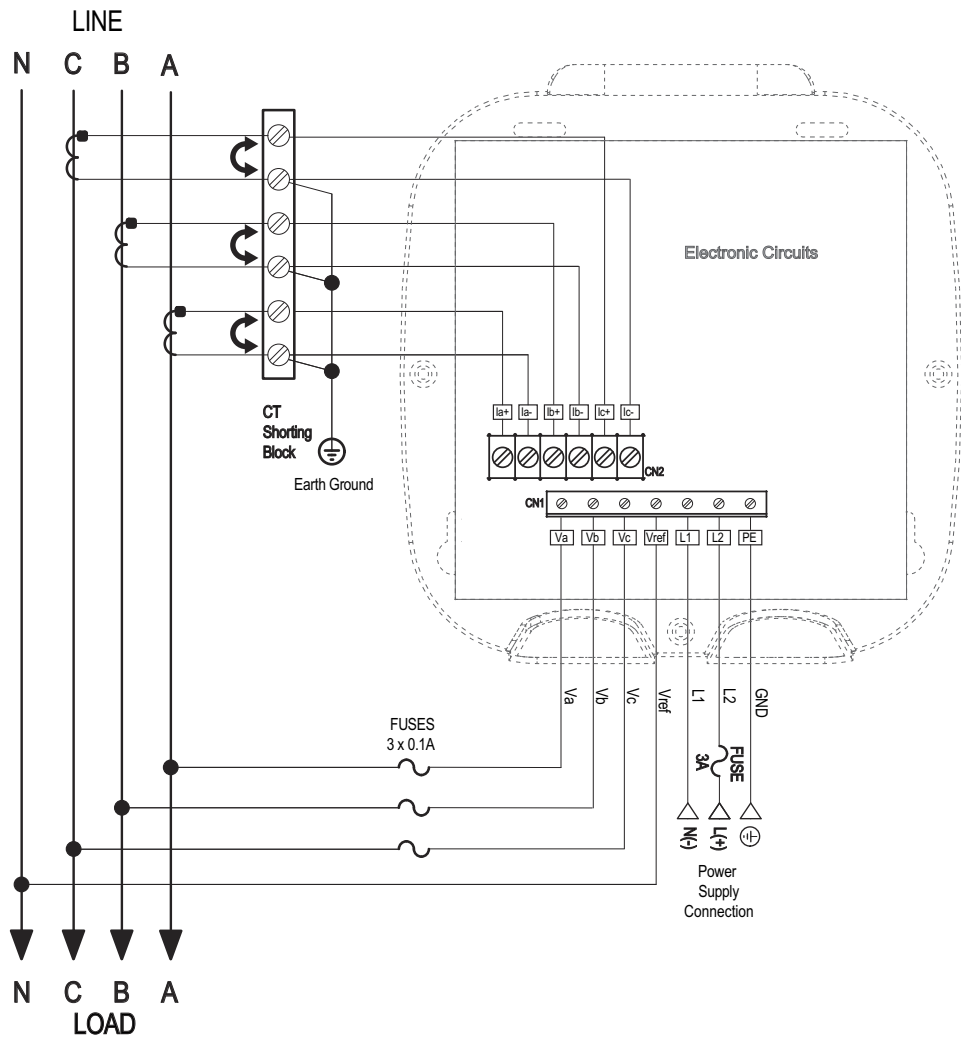 LINE
N C B A
Electronic Circuits
CT
Shorting
Block
Earth Ground
Ia+ Ia- Ib+ Ib- Ic+ Ic-
CN2
CN1
Va Vb Vc Vref L1 L2 PE
Va Vb Vc Vref L1 L2 GND
FUSES
3 x 0.1A
FUSE
3A
N(-) L(+)
Power
Supply
Connection
N C B A
LOAD